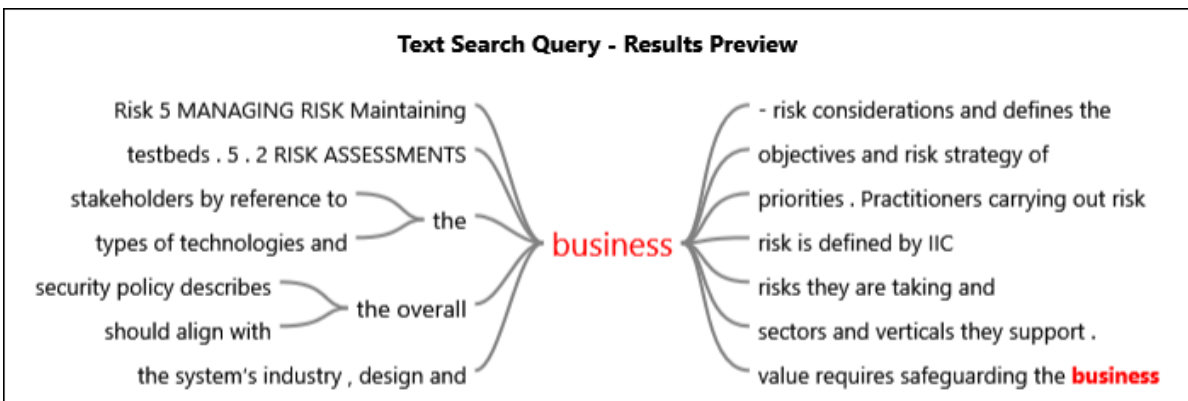 Text Search Query - Results Preview
Risk 5 MANAGING RISK Maintaining
testbeds . 5 . 2 RISK ASSESSMENTS
stakeholders by reference to
types of technologies and
the
security policy describes
should align with
the overall
the system's industry , design and
business
- risk considerations and defines the
objectives and risk strategy of
priorities . Practitioners carrying out risk
risk is defined by IIC
risks they are taking and
sectors and verticals they support .
value requires safeguarding the business